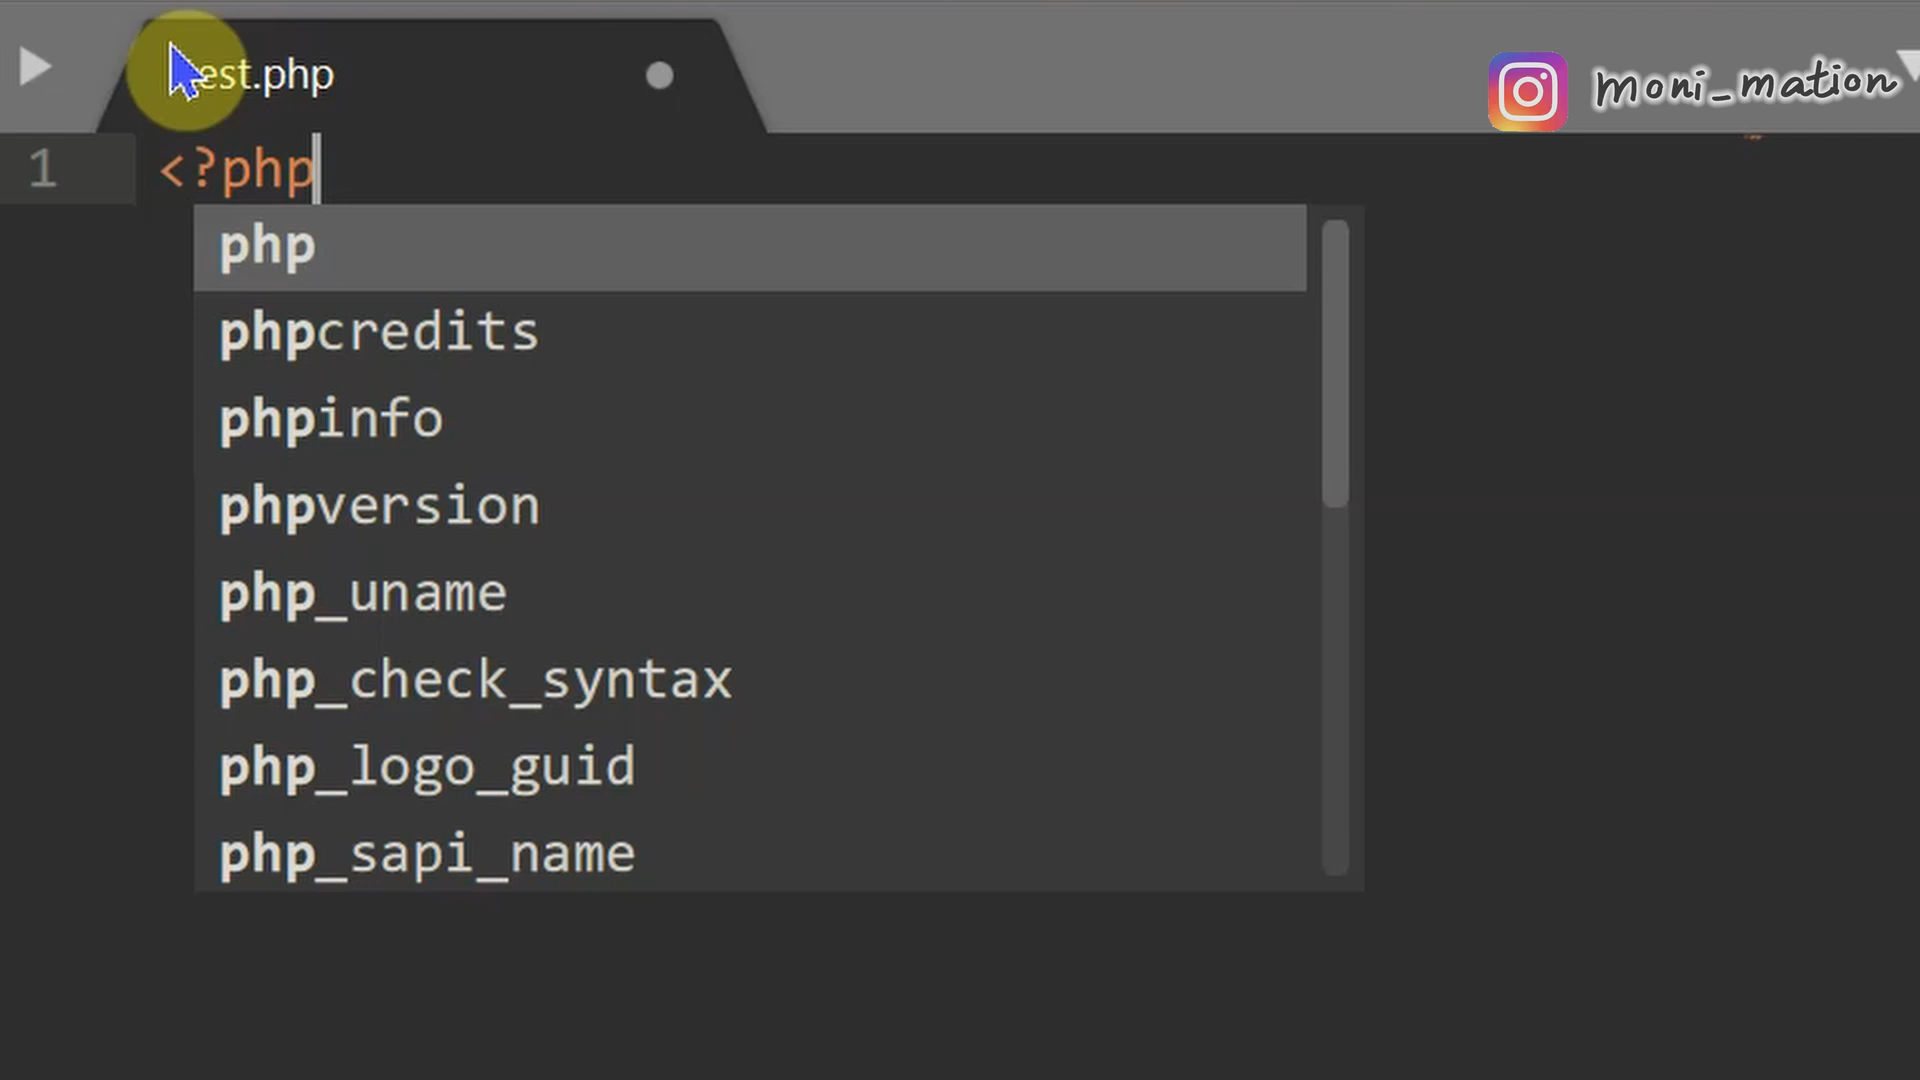 est.php
moni_mation
1 <?php
php
phpcredits
phpinfo
phpversion
php_uname
php_check_syntax
php_logo_guid
php_sapi_name